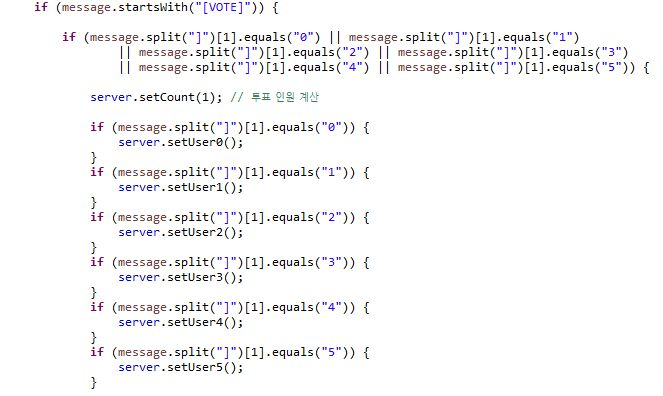 if (message.startsWith("[VOTE]")) {
if (message.split("]")[1].equals("0") || message.split("]")[1].equals("1")
|| message.split("]")[1].equals("2") || message.split("]")[1].equals("3")
|| message.split("]")[1].equals("4") || message.split("]")[1].equals("5")) {
server.setCount(1); // 투표 인원 계산
if (message.split("]")[1].equals("0")) {
server.setUser0();
}
if (message.split("]")[1].equals("1")) {
server.setUser1();
}
if (message.split("]")[1].equals("2")) {
server.setUser2();
}
if (message.split("]")[1].equals("3")) {
server.setUser3();
}
if (message.split("]")[1].equals("4")) {
server.setUser4();
}
if (message.split("]")[1].equals("5")) {
server.setUser5();
}